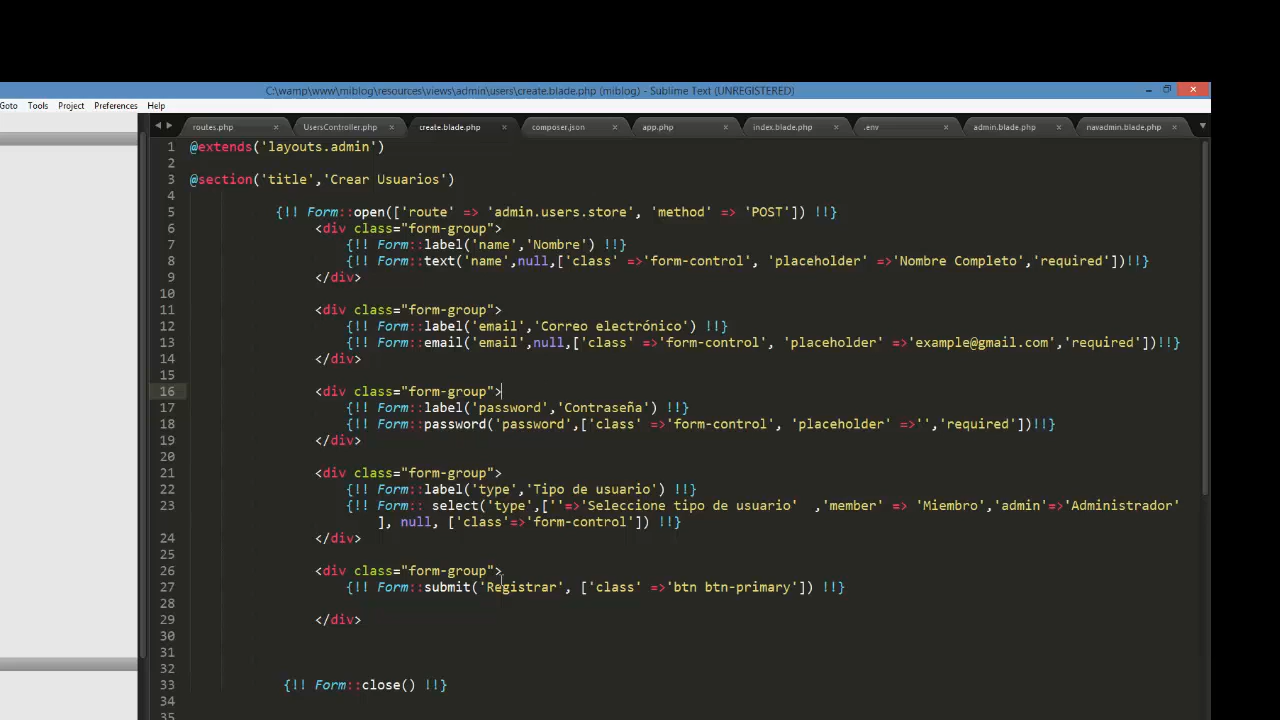 C:\wamp\www\miblog\resources\views\admin\users\create.blade.php (miblog) - Sublime Text (UNREGISTERED)
Goto Tools Project Preferences Help
routes.php UsersController.php create.blade.php composer.json app.php index.blade.php .env admin.blade.php navadmin.blade.php
1 @extends('layouts.admin')
2
3 @section('title','Crear Usuarios')
4
5 {!! Form::open(['route' => 'admin.users.store', 'method' => 'POST']) !!}
6 <div class="form-group">
7 {!! Form::label('name','Nombre') !!}
8 {!! Form::text('name',null,['class' =>'form-control', 'placeholder' =>'Nombre Completo','required'])!!}
9 </div>
10
11 <div class="form-group">
12 {!! Form::label('email','Correo electrónico') !!}
13 {!! Form::email('email',null,['class' =>'form-control', 'placeholder' =>'example@gmail.com','required'])!!}
14 </div>
15
16 <div class="form-group">
17 {!! Form::label('password','Contraseña') !!}
18 {!! Form::password('password',['class' =>'form-control', 'placeholder' =>'','required'])!!}
19 </div>
20
21 <div class="form-group">
22 {!! Form::label('type','Tipo de usuario') !!}
23 {!! Form:: select('type',[''=>'Seleccione tipo de usuario' ,'member' => 'Miembro','admin'=>'Administrador'
], null, ['class'=>'form-control']) !!}
24 </div>
25
26 <div class="form-group">
27 {!! Form::submit('Registrar', ['class' =>'btn btn-primary']) !!}
28
29 </div>
30
31
32
33 {!! Form::close() !!}
34
35